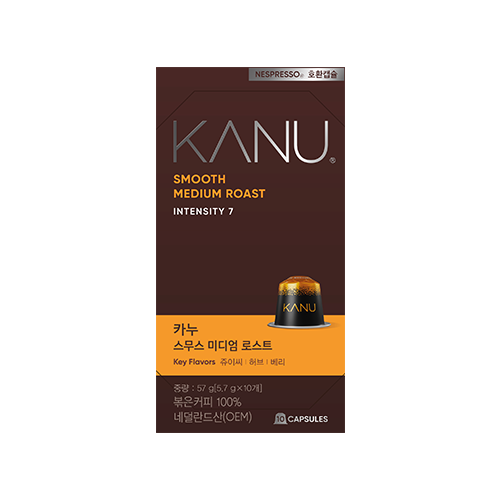 NESPRESSO® 호환캡슐
KANU®
SMOOTH
MEDIUM ROAST
INTENSITY 7
KANU
카누
스무스 미디엄 로스트
Key Flavors 쥬이씨 | 허브 | 베리
중량 : 57 g[5.7 g×10개]
볶은커피 100%
네덜란드산(OEM)
10 CAPSULES